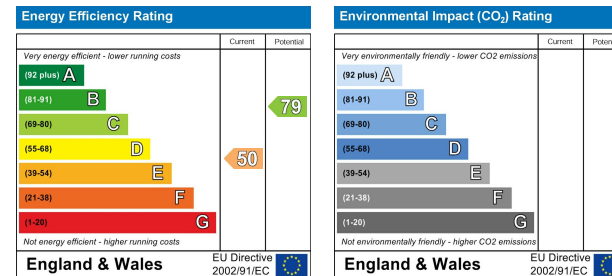 Energy Efficiency Rating
Current Potential
Very energy efficient - lower running costs
(92 plus) A
(81-91) B
(69-80) C
(55-68) D
(39-54) E
(21-38) F
(1-20) G
79
50
Not energy efficient - higher running costs
England & Wales
EU Directive
2002/91/EC
Environmental Impact (CO₂) Rating
Current Poten
Very environmentally friendly - lower CO2 emissions
(92 plus) A
(81-91) B
(69-80) C
(55-68) D
(39-54) E
(21-38) F
(1-20) G
Not environmentally friendly - higher CO2 emissions
England & Wales
EU Directive
2002/91/EC